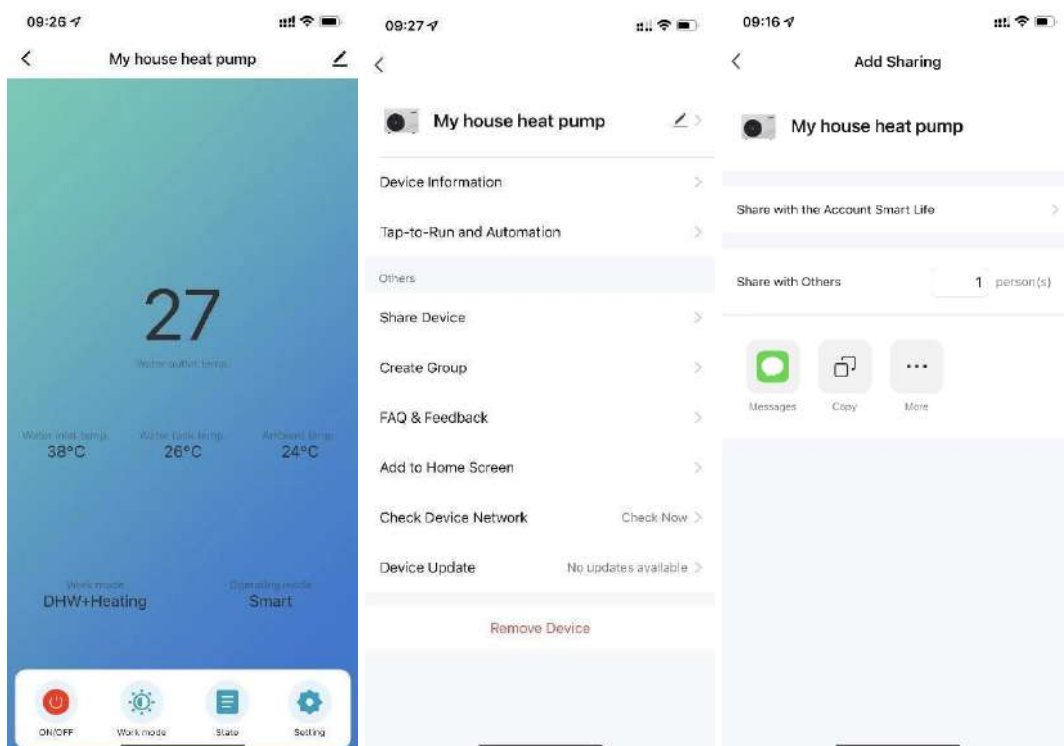 09:26
My house heat pump
27
Water outlet temp.
Water inlet temp. Water tank temp. Ambient temp.
38°C 26°C 24°C
Work mode Operating mode
DHW+Heating Smart
ON/OFF Work mode State Setting
09:27
My house heat pump
Device Information
Tap-to-Run and Automation
Others
Share Device
Create Group
FAQ & Feedback
Add to Home Screen
Check Device Network Check Now
Device Update No updates available
Remove Device
09:16
Add Sharing
My house heat pump
Share with the Account Smart Life
Share with Others 1 person(s)
Messages Copy More